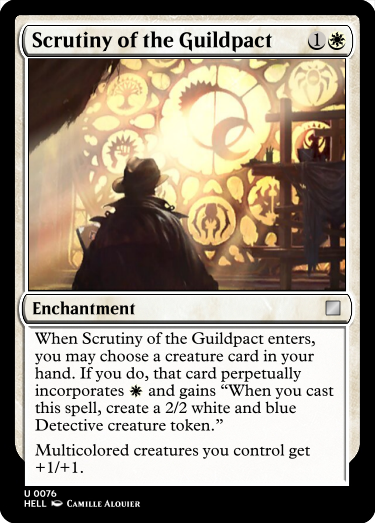 Scrutiny of the Guildpact 1
Enchantment
When Scrutiny of the Guildpact enters,
you may choose a creature card in your
hand. If you do, that card perpetually
incorporates and gains “When you cast
this spell, create a 2/2 white and blue
Detective creature token.”
Multicolored creatures you control get
+1/+1.
U 0076
HELL Camille Alouier